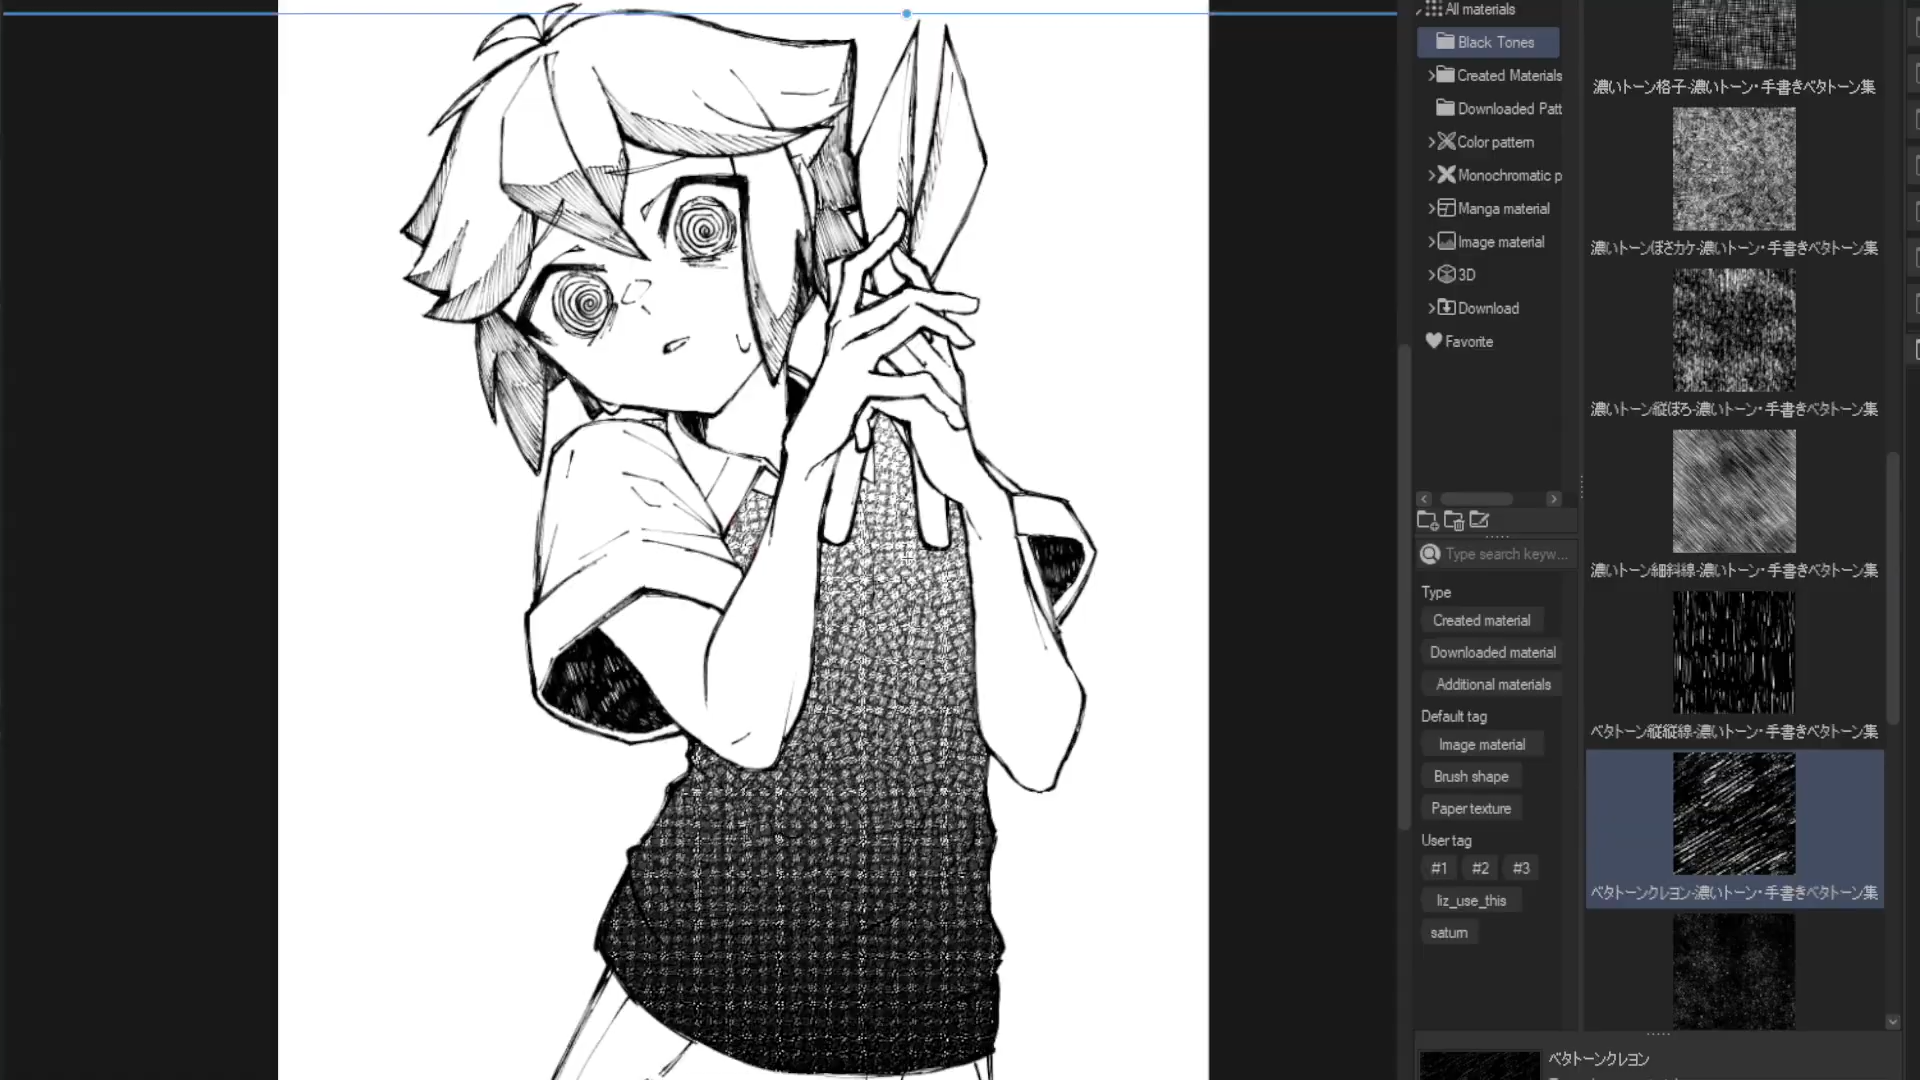 All materials
Black Tones
Created Materials
Downloaded Patt
Color pattern
Monochromatic p
Manga material
Image material
3D
Download
Favorite
Type search keyw...
Type
Created material
Downloaded material
Additional materials
Default tag
Image material
Brush shape
Paper texture
User tag
#1
#2
#3
liz_use_this
saturn
濃いトーン格子-濃いトーン・手書きベタトーン集
濃いトーンぼさカケ-濃いトーン・手書きベタトーン集
濃いトーン縦ぼろ-濃いトーン・手書きベタトーン集
濃いトーン細斜線-濃いトーン・手書きベタトーン集
ベタトーン縦縦線-濃いトーン・手書きベタトーン集
ベタトーンクレヨン-濃いトーン・手書きベタトーン集
ベタトーンクレヨン